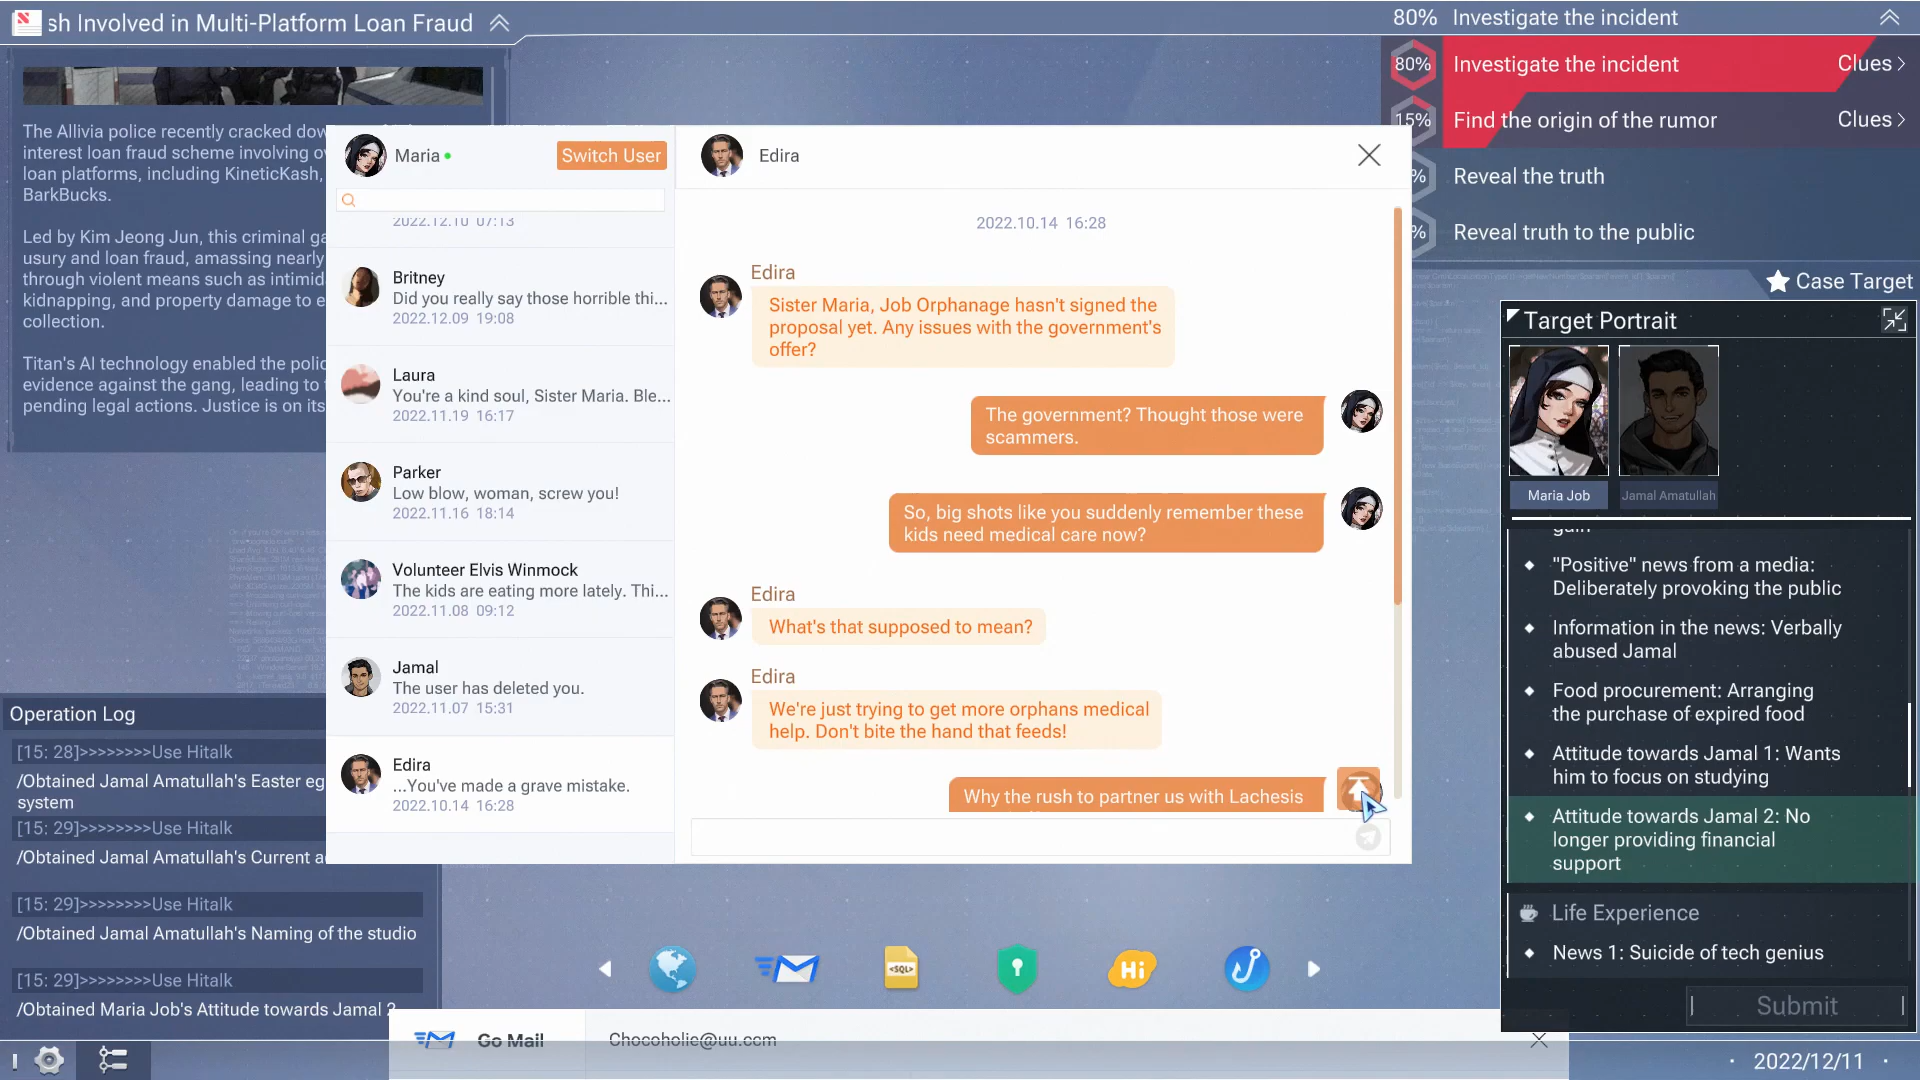 sh Involved in Multi-Platform Loan Fraud
80% Investigate the incident
80% Investigate the incident Clues >
15% Find the origin of the rumor Clues >
% Reveal the truth
% Reveal truth to the public
The Allivia police recently cracked dow
interest loan fraud scheme involving ov
loan platforms, including KineticKash,
BarkBucks.
Led by Kim Jeong Jun, this criminal ga
usury and loan fraud, amassing nearly
through violent means such as intimid
kidnapping, and property damage to e
collection.
Titan's AI technology enabled the polic
evidence against the gang, leading to
pending legal actions. Justice is on its
Operation Log
[15: 28]>>>>>>>>Use Hitalk
/Obtained Jamal Amatullah's Easter eg
system
[15: 29]>>>>>>>>Use Hitalk
/Obtained Jamal Amatullah's Current a
[15: 29]>>>>>>>>Use Hitalk
/Obtained Jamal Amatullah's Naming of the studio
[15: 29]>>>>>>>>Use Hitalk
/Obtained Maria Job's Attitude towards Jamal 2
Maria
Switch User
2022.12.10 07:13
Britney
Did you really say those horrible thi...
2022.12.09 19:08
Laura
You're a kind soul, Sister Maria. Ble...
2022.11.19 16:17
Parker
Low blow, woman, screw you!
2022.11.16 18:14
Volunteer Elvis Winmock
The kids are eating more lately. Thi...
2022.11.08 09:12
Jamal
The user has deleted you.
2022.11.07 15:31
Edira
...You've made a grave mistake.
2022.10.14 16:28
Edira
2022.10.14 16:28
Edira
Sister Maria, Job Orphanage hasn't signed the
proposal yet. Any issues with the government's
offer?
The government? Thought those were
scammers.
So, big shots like you suddenly remember these
kids need medical care now?
Edira
What's that supposed to mean?
Edira
We're just trying to get more orphans medical
help. Don't bite the hand that feeds!
Why the rush to partner us with Lachesis
Case Target
Target Portrait
Maria Job
Jamal Amatullah
gain
"Positive" news from a media:
Deliberately provoking the public
Information in the news: Verbally
abused Jamal
Food procurement: Arranging
the purchase of expired food
Attitude towards Jamal 1: Wants
him to focus on studying
Attitude towards Jamal 2: No
longer providing financial
support
Life Experience
News 1: Suicide of tech genius
Submit
<SQL>
Hi
Go Mail
Chocoholie@uu.ccm
2022/12/11